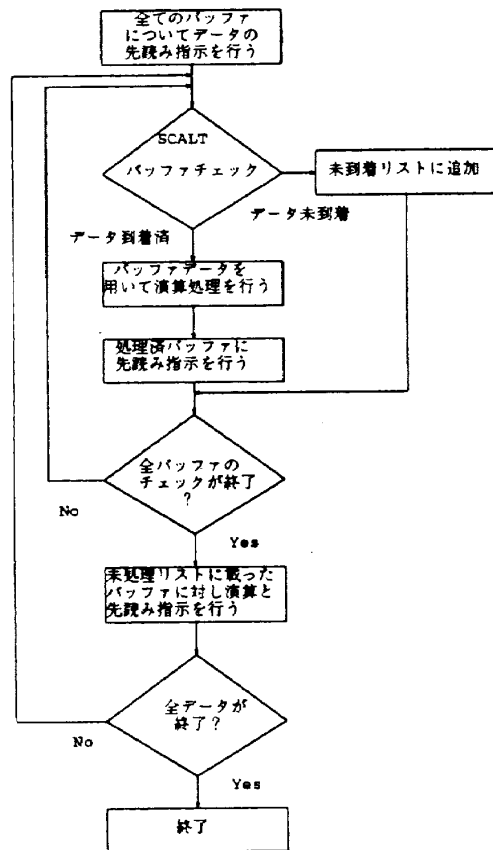 全てのバッファ
についてデータの
先読み指示を行う
SCALT
バッファチェック
未到着リストに追加
データ未到着
データ到着済
バッファデータを
用いて演算処理を行う
処理済バッファに
先読み指示を行う
全バッファの
チェックが終了
?
No
Yes
未処理リストに載った
バッファに対し演算と
先読み指示を行う
全データが
終了?
No
Yes
終了